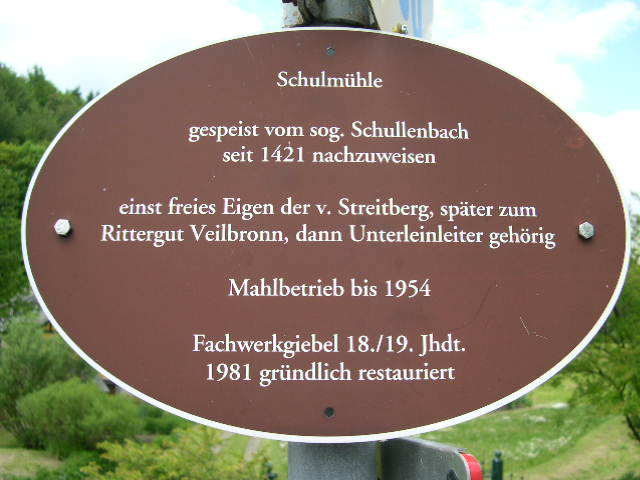 Schulmühle
gespeist vom sog. Schullenbach
seit 1421 nachzuweisen
einst freies Eigen der v. Streitberg, später zum
Rittergut Veilbronn, dann Unterleinleiter gehörig
Mahlbetrieb bis 1954
Fachwerkgiebel 18./19. Jhdt.
1981 gründlich restauriert